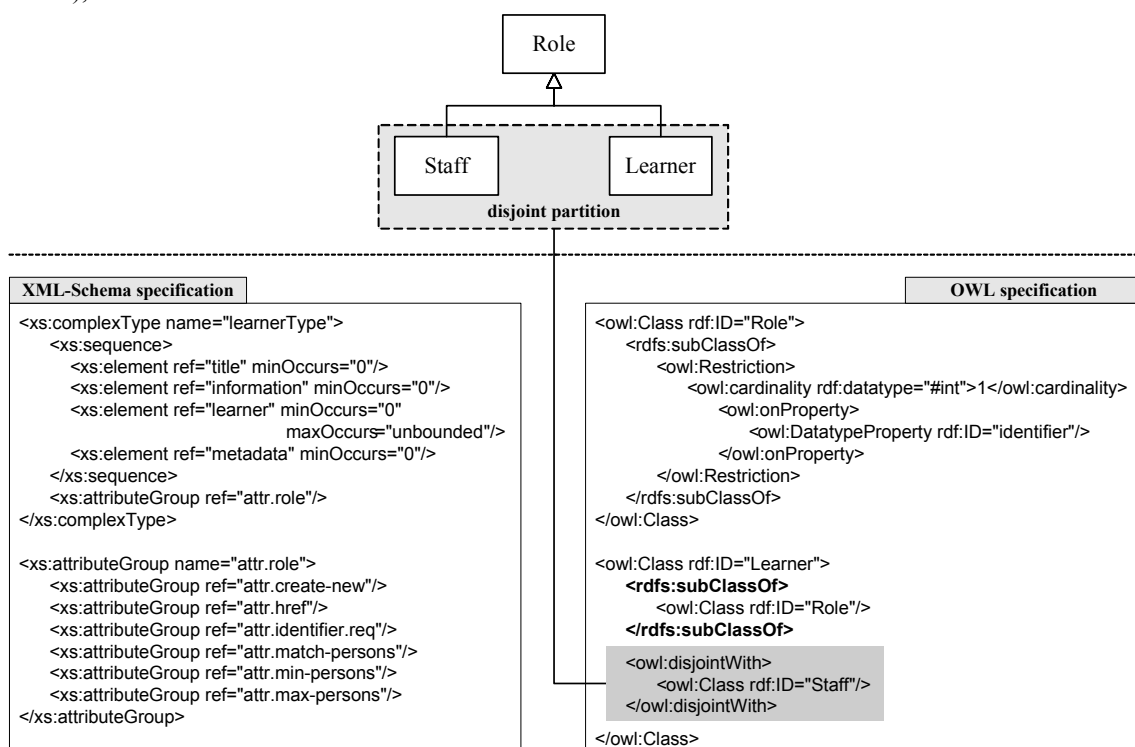 Role
Staff
Learner
disjoint partition
XML-Schema specification
<xs:complexType name="learnerType">
<xs:sequence>
<xs:element ref="title" minOccurs="0"/>
<xs:element ref="information" minOccurs="0"/>
<xs:element ref="learner" minOccurs="0"
maxOccurs="unbounded"/>
<xs:element ref="metadata" minOccurs="0"/>
</xs:sequence>
<xs:attributeGroup ref="attr.role"/>
</xs:complexType>
<xs:attributeGroup name="attr.role">
<xs:attributeGroup ref="attr.create-new"/>
<xs:attributeGroup ref="attr.href"/>
<xs:attributeGroup ref="attr.identifier.req"/>
<xs:attributeGroup ref="attr.match-persons"/>
<xs:attributeGroup ref="attr.min-persons"/>
<xs:attributeGroup ref="attr.max-persons"/>
</xs:attributeGroup>
OWL specification
<owl:Class rdf:ID="Role">
<rdfs:subClassOf>
<owl:Restriction>
<owl:cardinality rdf:datatype="#int">1</owl:cardinality>
<owl:onProperty>
<owl:DatatypeProperty rdf:ID="identifier"/>
</owl:onProperty>
</owl:Restriction>
</rdfs:subClassOf>
</owl:Class>
<owl:Class rdf:ID="Learner">
<rdfs:subClassOf>
<owl:Class rdf:ID="Role"/>
</rdfs:subClassOf>
<owl:disjointWith>
<owl:Class rdf:ID="Staff"/>
</owl:disjointWith>
</owl:Class>